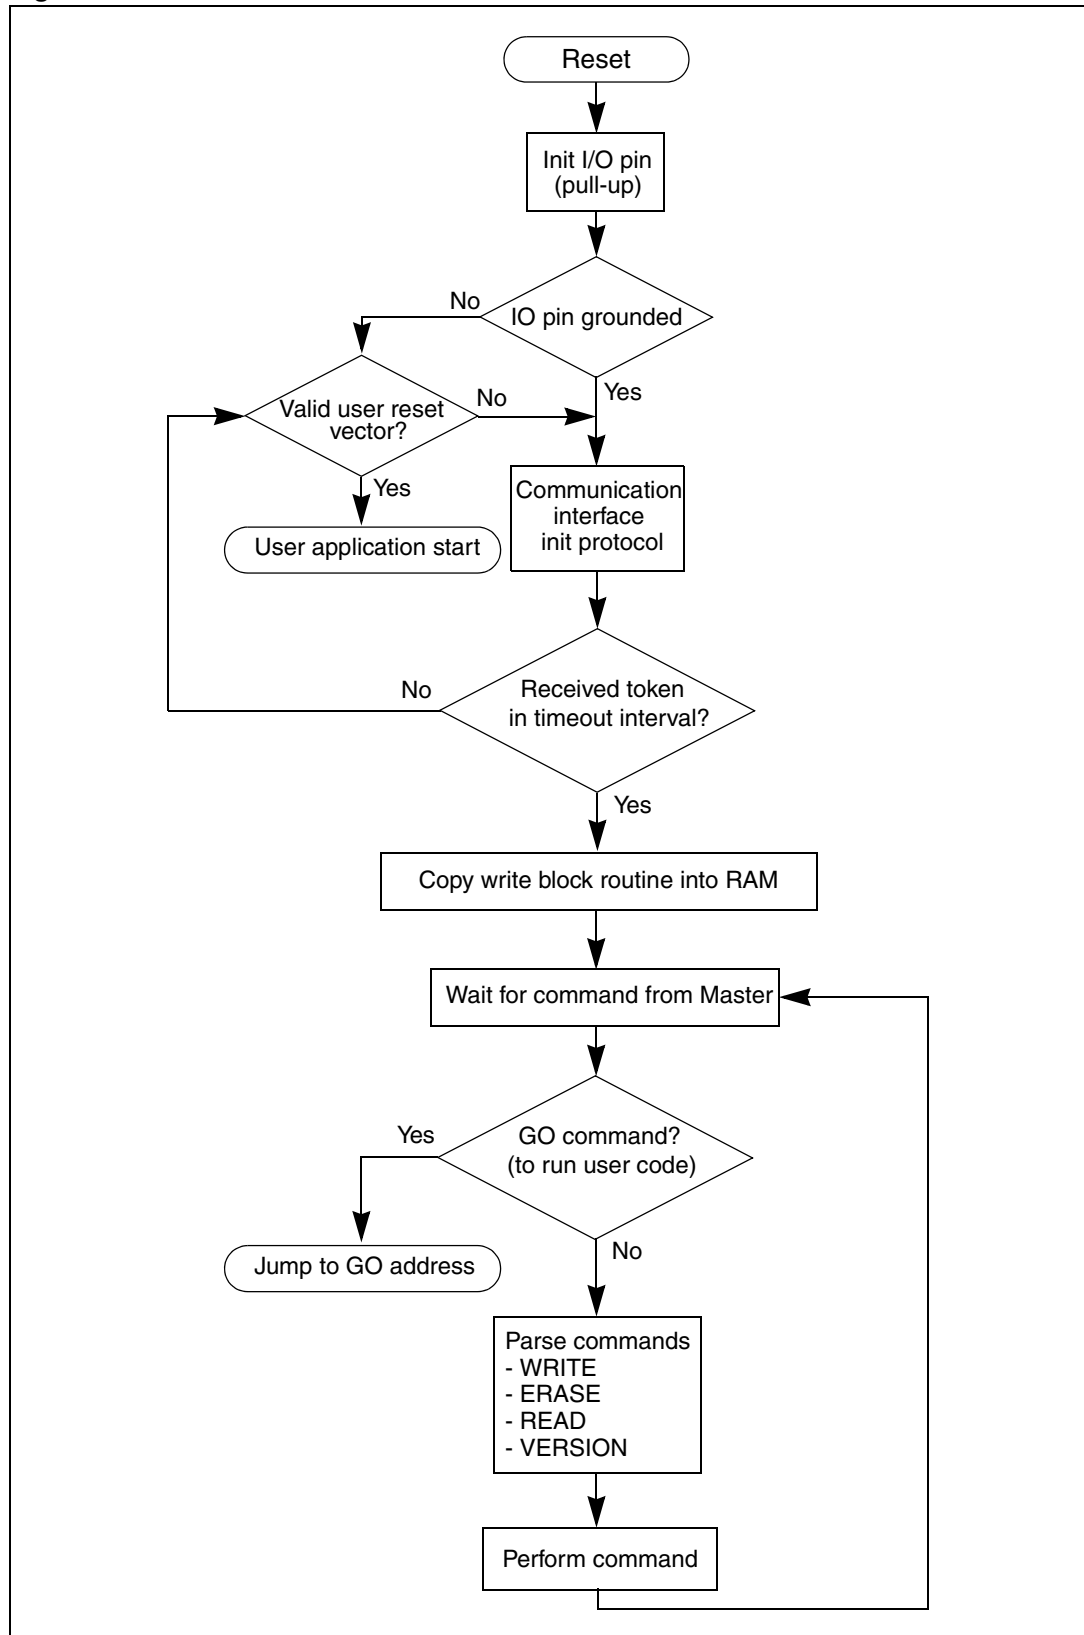 Reset
Init I/O pin
(pull-up)
IO pin grounded
No
Yes
Valid user reset
vector?
No
Yes
User application start
Communication
interface
init protocol
Received token
in timeout interval?
No
Yes
Copy write block routine into RAM
Wait for command from Master
GO command?
(to run user code)
Yes
No
Jump to GO address
Parse commands
- WRITE
- ERASE
- READ
- VERSION
Perform command